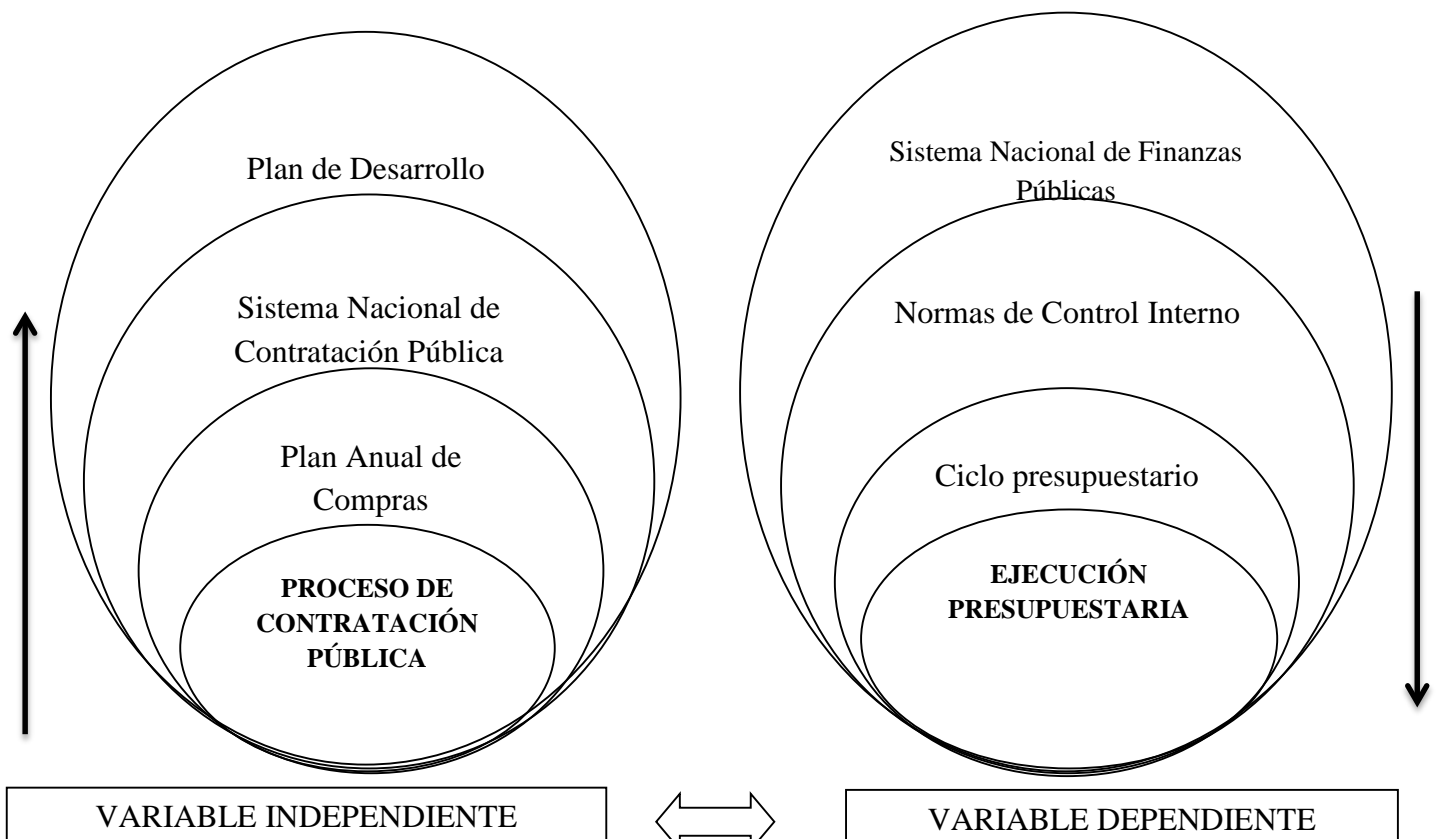 Plan de Desarrollo
Sistema Nacional de
Contratación Pública
Plan Anual de
Compras
PROCESO DE
CONTRATACIÓN
PÚBLICA
VARIABLE INDEPENDIENTE
Sistema Nacional de Finanzas
Públicas
Normas de Control Interno
Ciclo presupuestario
EJECUCIÓN
PRESUPUESTARIA
VARIABLE DEPENDIENTE